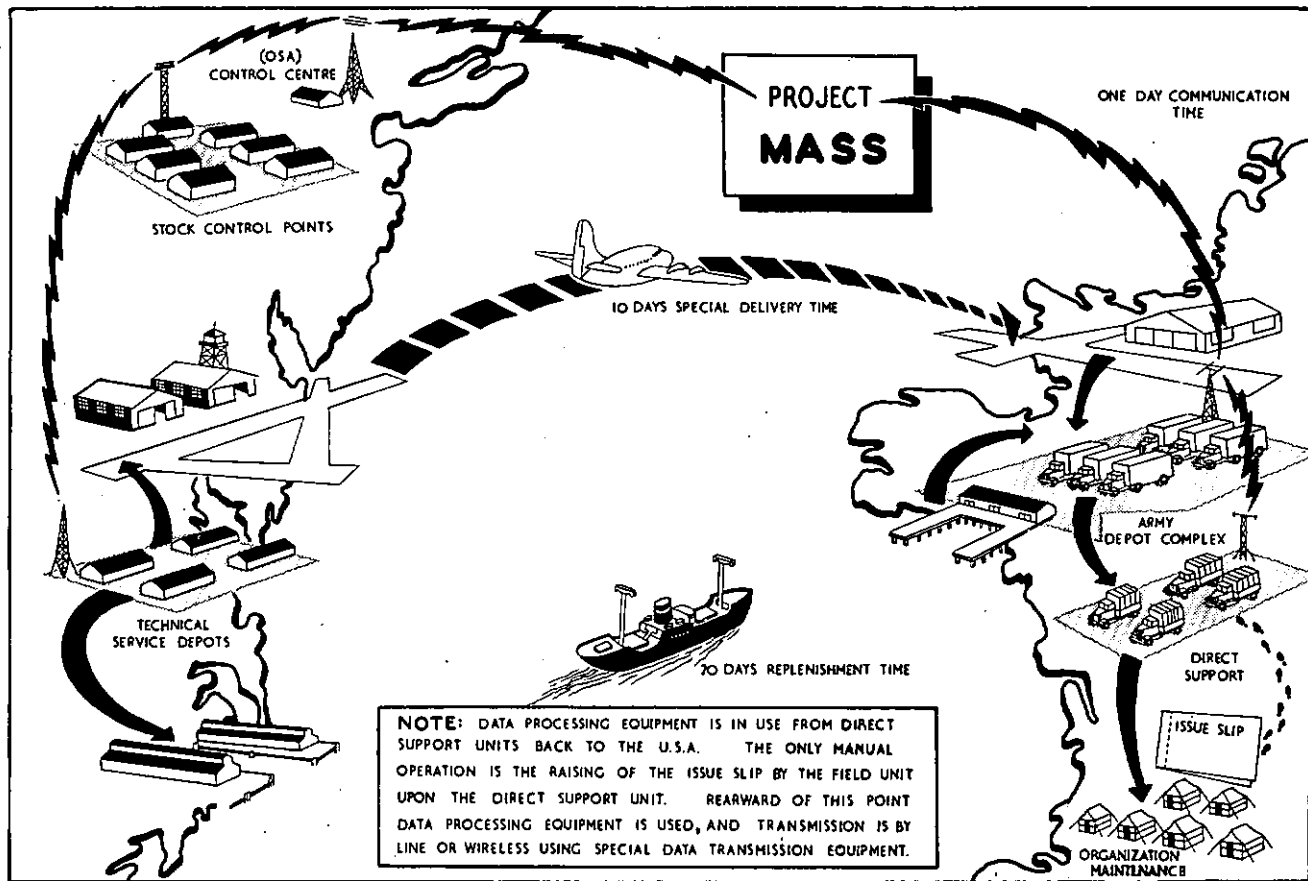 (OSA)
CONTROL CENTRE
PROJECT
MASS
ONE DAY COMMUNICATION
TIME
STOCK CONTROL POINTS
10 DAYS SPECIAL DELIVERY TIME
ARMY
DEPOT COMPLEX
TECHNICAL
SERVICE DEPOTS
70 DAYS REPLENISHMENT TIME
DIRECT
SUPPORT
ISSUE SLIP
NOTE: DATA PROCESSING EQUIPMENT IS IN USE FROM DIRECT
SUPPORT UNITS BACK TO THE U.S.A. THE ONLY MANUAL
OPERATION IS THE RAISING OF THE ISSUE SLIP BY THE FIELD UNIT
UPON THE DIRECT SUPPORT UNIT. REARWARD OF THIS POINT
DATA PROCESSING EQUIPMENT IS USED, AND TRANSMISSION IS BY
LINE OR WIRELESS USING SPECIAL DATA TRANSMISSION EQUIPMENT.
ORGANIZATION
MAINTENANCE